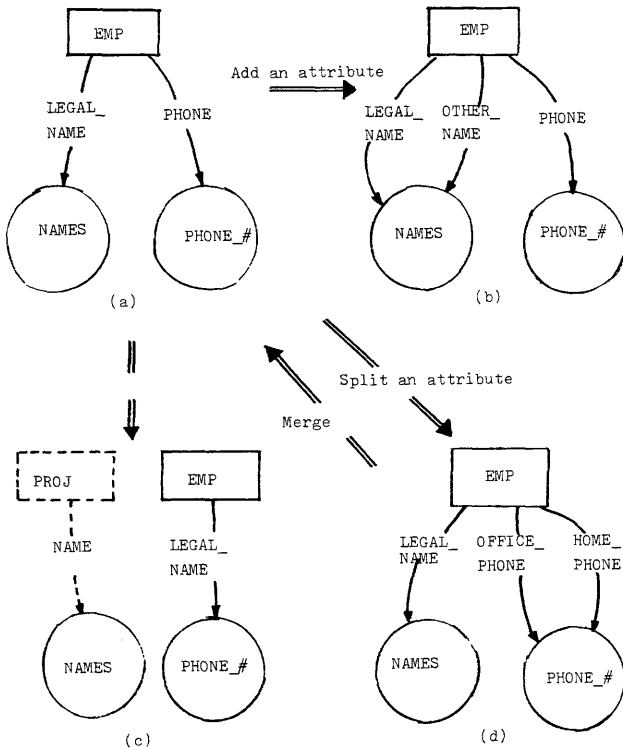 EMP
LEGAL_
NAME
PHONE
NAMES
PHONE_#
(a)
Add an attribute
EMP
LEGAL_
NAME
OTHER_
NAME
PHONE
NAMES
PHONE_#
(b)
Split an attribute
Merge
PROJ
NAME
NAMES
EMP
LEGAL_
NAME
PHONE_#
(c)
EMP
LEGAL_
NAME
OFFICE_
PHONE
HOME_
PHONE
NAMES
PHONE_#
(d)